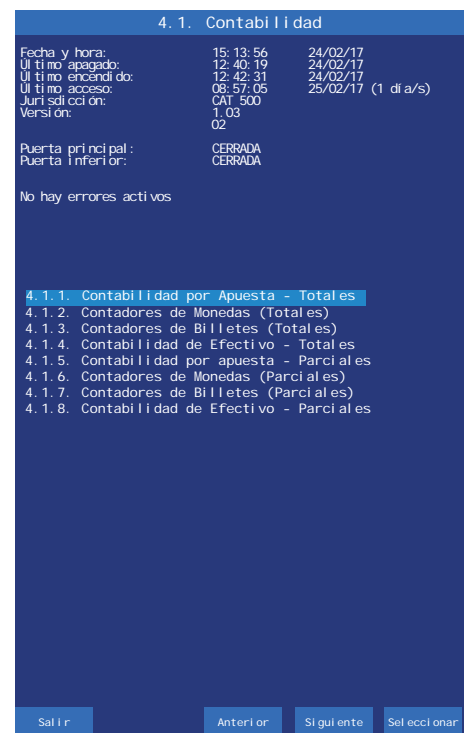 4.1. Contabilidad
Fecha y hora: 15:13:56 24/02/17
Último apagado: 12:40:19 24/02/17
Último encendido: 12:42:31 24/02/17
Último acceso: 08:57:05 25/02/17 (1 día/s)
Jurisdicción: CAT 500
Versión: 1.03
02
Puerta principal: CERRADA
Puerta inferior: CERRADA
No hay errores activos
4.1.1. Contabilidad por Apuesta - Totales
4.1.2. Contadores de Monedas (Totales)
4.1.3. Contadores de Billetes (Totales)
4.1.4. Contabilidad de Efectivo - Totales
4.1.5. Contabilidad por apuesta - Parciales
4.1.6. Contadores de Monedas (Parciales)
4.1.7. Contadores de Billetes (Parciales)
4.1.8. Contabilidad de Efectivo - Parciales
Salir Anterior Siguiente Seleccionar